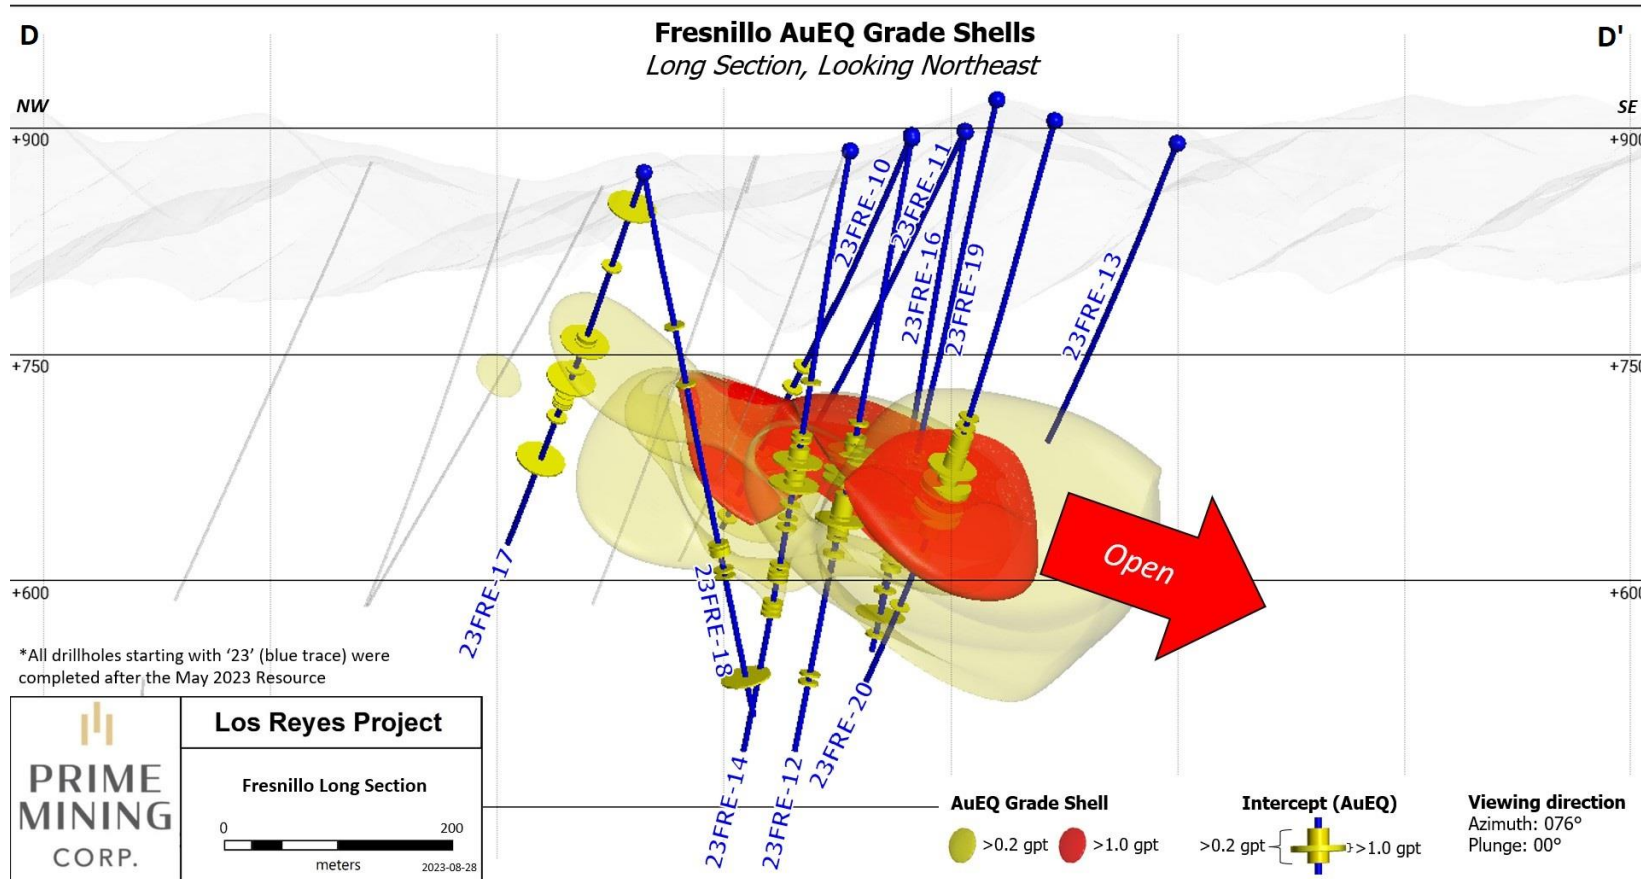 D
Fresnillo AuEQ Grade Shells
D'
Long Section, Looking Northeast
NW
SE
+900
+900
23FRE-10
23FRE-11
23FRE-16
23FRE-19
23FRE-13
+750
+750
Open
+600
+600
23FRE-17
23FRE-18
23FRE-20
23FRE-14
23FRE-12
*All drillholes starting with ‘23’ (blue trace) were
completed after the May 2023 Resource
PRIME
MINING
CORP.
Los Reyes Project
Fresnillo Long Section
0
200
meters
2023-08-28
AuEQ Grade Shell
>0.2 gpt
>1.0 gpt
Intercept (AuEQ)
>0.2 gpt
>1.0 gpt
Viewing direction
Azimuth: 076°
Plunge: 00°